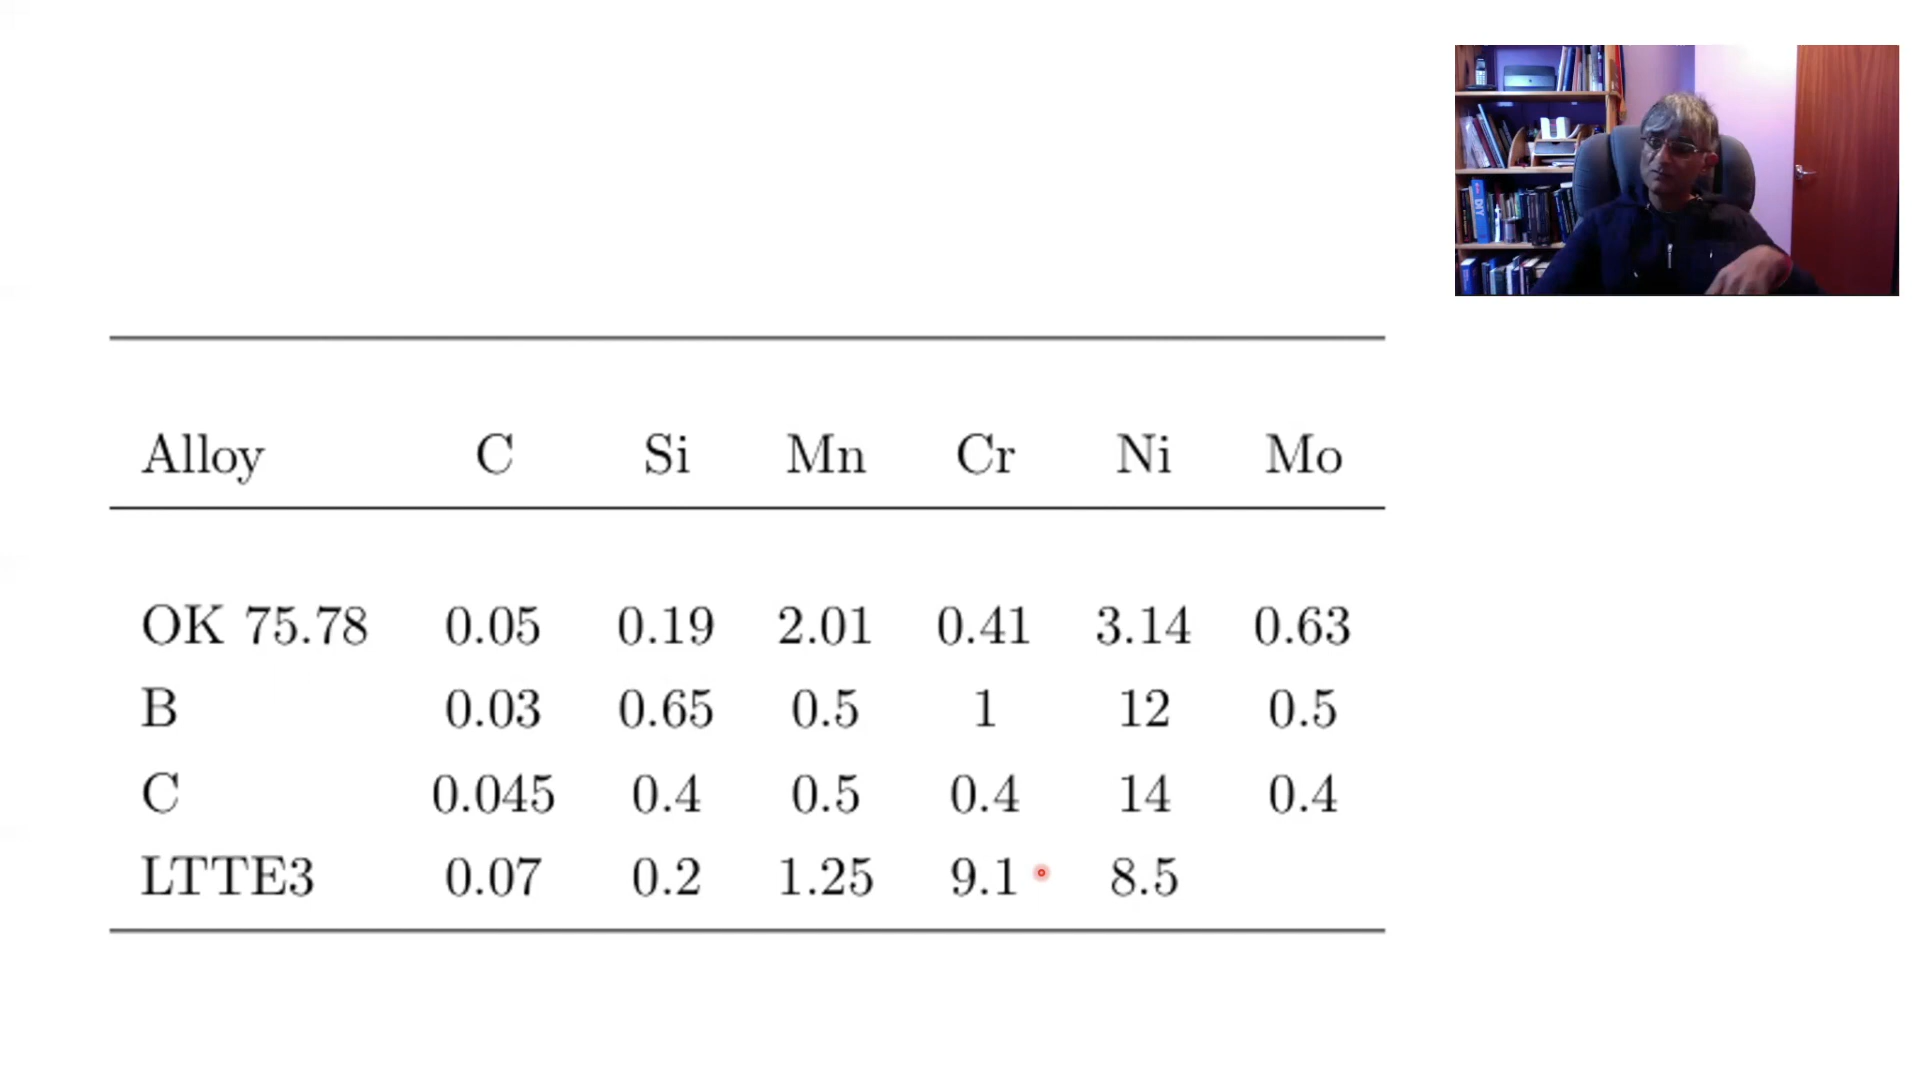 Alloy C Si Mn Cr Ni Mo
OK 75.78 0.05 0.19 2.01 0.41 3.14 0.63
B 0.03 0.65 0.5 1 12 0.5
C 0.045 0.4 0.5 0.4 14 0.4
LTTE3 0.07 0.2 1.25 9.1 8.5
DIY